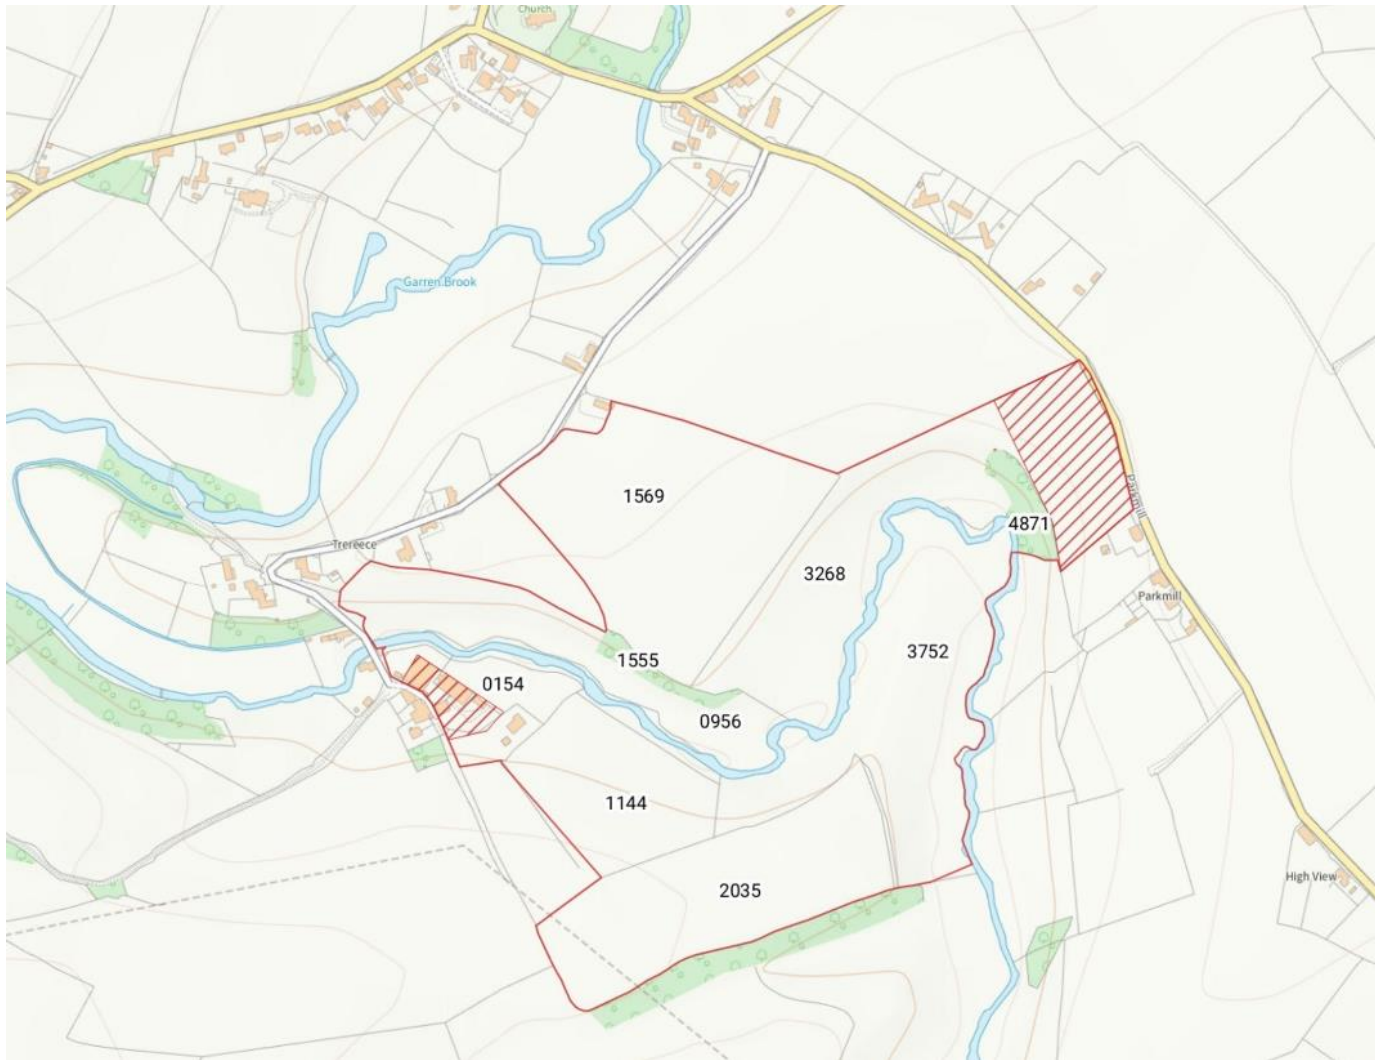 Church
Garren Brook
1569
Parkmill
4871
Trereece
3268
Parkmill
3752
1555
0154
0956
1144
2035
High View